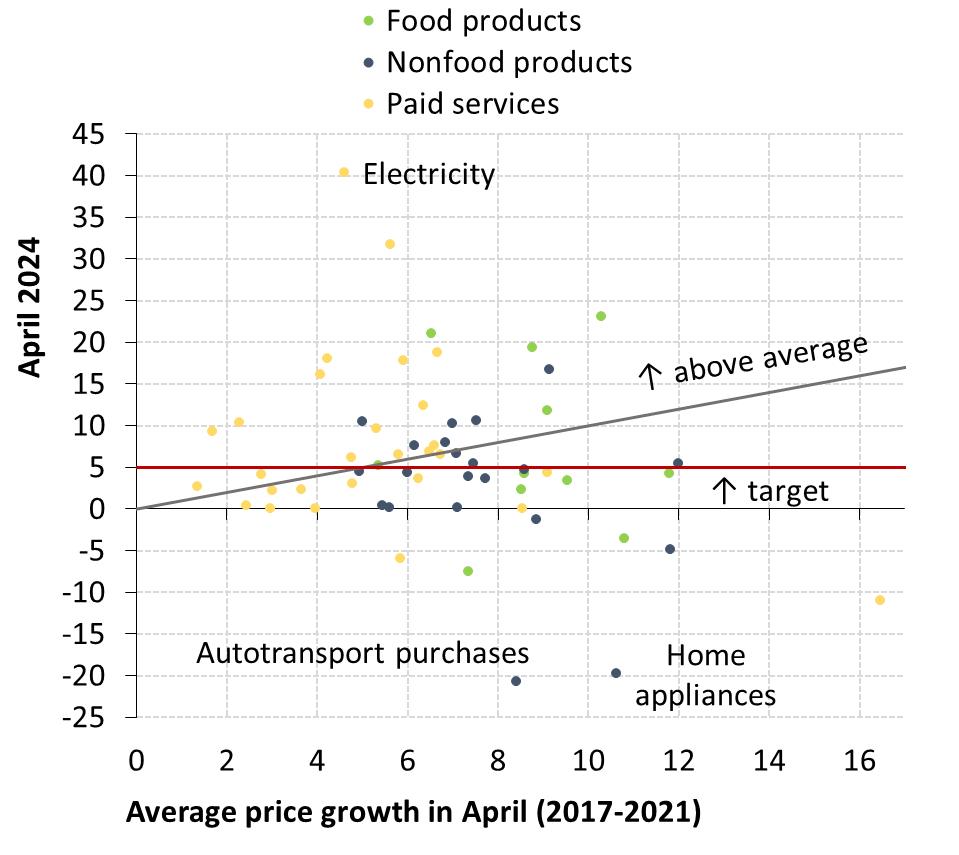 Food products
Nonfood products
Paid services
45
40
35
30
25
20
15
10
5
0
-5
-10
-15
-20
-25
April 2024
Electricity
↑ above average
↑ target
Autotransport purchases
Home
appliances
0 2 4 6 8 10 12 14 16
Average price growth in April (2017-2021)